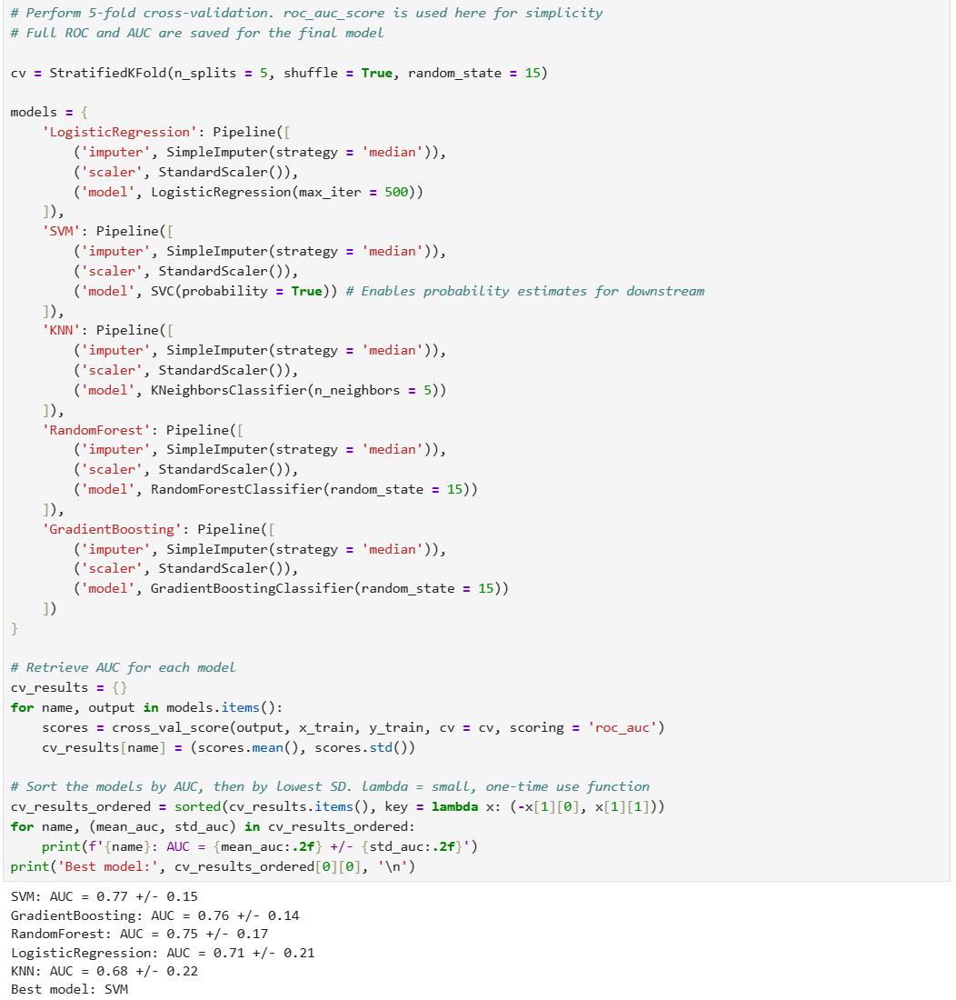 # Perform 5-fold cross-validation. roc_auc_score is used here for simplicity
# Full ROC and AUC are saved for the final model

cv = StratifiedKFold(n_splits = 5, shuffle = True, random_state = 15)

models = {
    'LogisticRegression': Pipeline([
        ('imputer', SimpleImputer(strategy = 'median')),
        ('scaler', StandardScaler()),
        ('model', LogisticRegression(max_iter = 500))
    ]),
    'SVM': Pipeline([
        ('imputer', SimpleImputer(strategy = 'median')),
        ('scaler', StandardScaler()),
        ('model', SVC(probability = True)) # Enables probability estimates for downstream
    ]),
    'KNN': Pipeline([
        ('imputer', SimpleImputer(strategy = 'median')),
        ('scaler', StandardScaler()),
        ('model', KNeighborsClassifier(n_neighbors = 5))
    ]),
    'RandomForest': Pipeline([
        ('imputer', SimpleImputer(strategy = 'median')),
        ('scaler', StandardScaler()),
        ('model', RandomForestClassifier(random_state = 15))
    ]),
    'GradientBoosting': Pipeline([
        ('imputer', SimpleImputer(strategy = 'median')),
        ('scaler', StandardScaler()),
        ('model', GradientBoostingClassifier(random_state = 15))
    ])
}

# Retrieve AUC for each model
cv_results = {}
for name, output in models.items():
    scores = cross_val_score(output, x_train, y_train, cv = cv, scoring = 'roc_auc')
    cv_results[name] = (scores.mean(), scores.std())

# Sort the models by AUC, then by lowest SD. lambda = small, one-time use function
cv_results_ordered = sorted(cv_results.items(), key = lambda x: (-x[1][0], x[1][1]))
for name, (mean_auc, std_auc) in cv_results_ordered:
    print(f'{name}: AUC = {mean_auc:.2f} +/- {std_auc:.2f}')
print('Best model:', cv_results_ordered[0][0], '\n')
SVM: AUC = 0.77 +/- 0.15
GradientBoosting: AUC = 0.76 +/- 0.14
RandomForest: AUC = 0.75 +/- 0.17
LogisticRegression: AUC = 0.71 +/- 0.21
KNN: AUC = 0.68 +/- 0.22
Best model: SVM